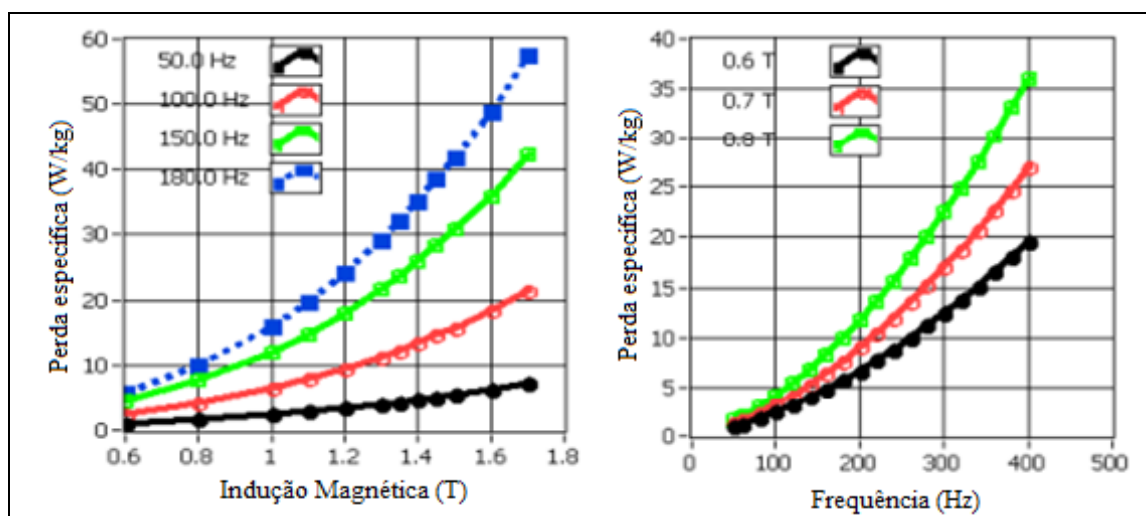 Perda específica (W/kg)
60
50
40
30
20
10
0
50.0 Hz
100.0 Hz
150.0 Hz
180.0 Hz
0.6
0.8
1
1.2
1.4
1.6
1.8
Indução Magnética (T)
Perda específica (W/kg)
40
35
30
25
20
15
10
5
0
0.6 T
0.7 T
0.8 T
0
100
200
300
400
500
Frequência (Hz)